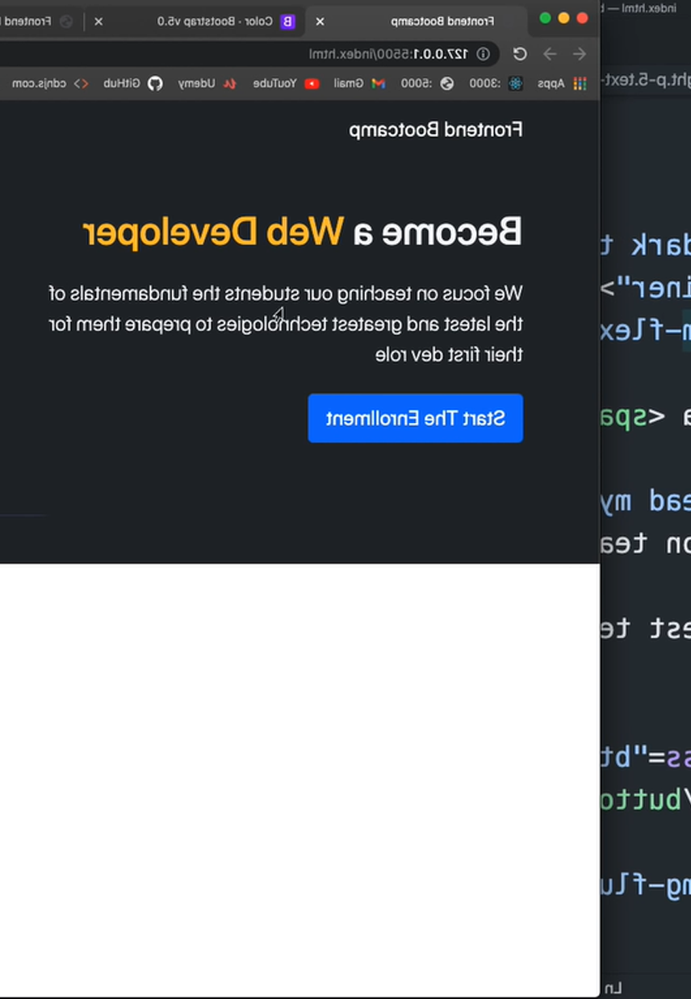 index.html — b
Frontend Bootcamp
Color · Bootstrap v5.0
Frontend
127.0.0.1:5500/index.html
Apps
:3000
:5000
Gmail
YouTube
Udemy
GitHub
cdnjs.com
ght.p-5.text-
Frontend Bootcamp
Become a Web Developer
We focus on teaching our students the fundamentals of
the latest and greatest technologies to prepare them for
their first dev role
Start The Enrollment
dark t
iner">
m-flex
a <spa
ead my
on tea
est te
ss="bt
/butto
mg-flu
Ln